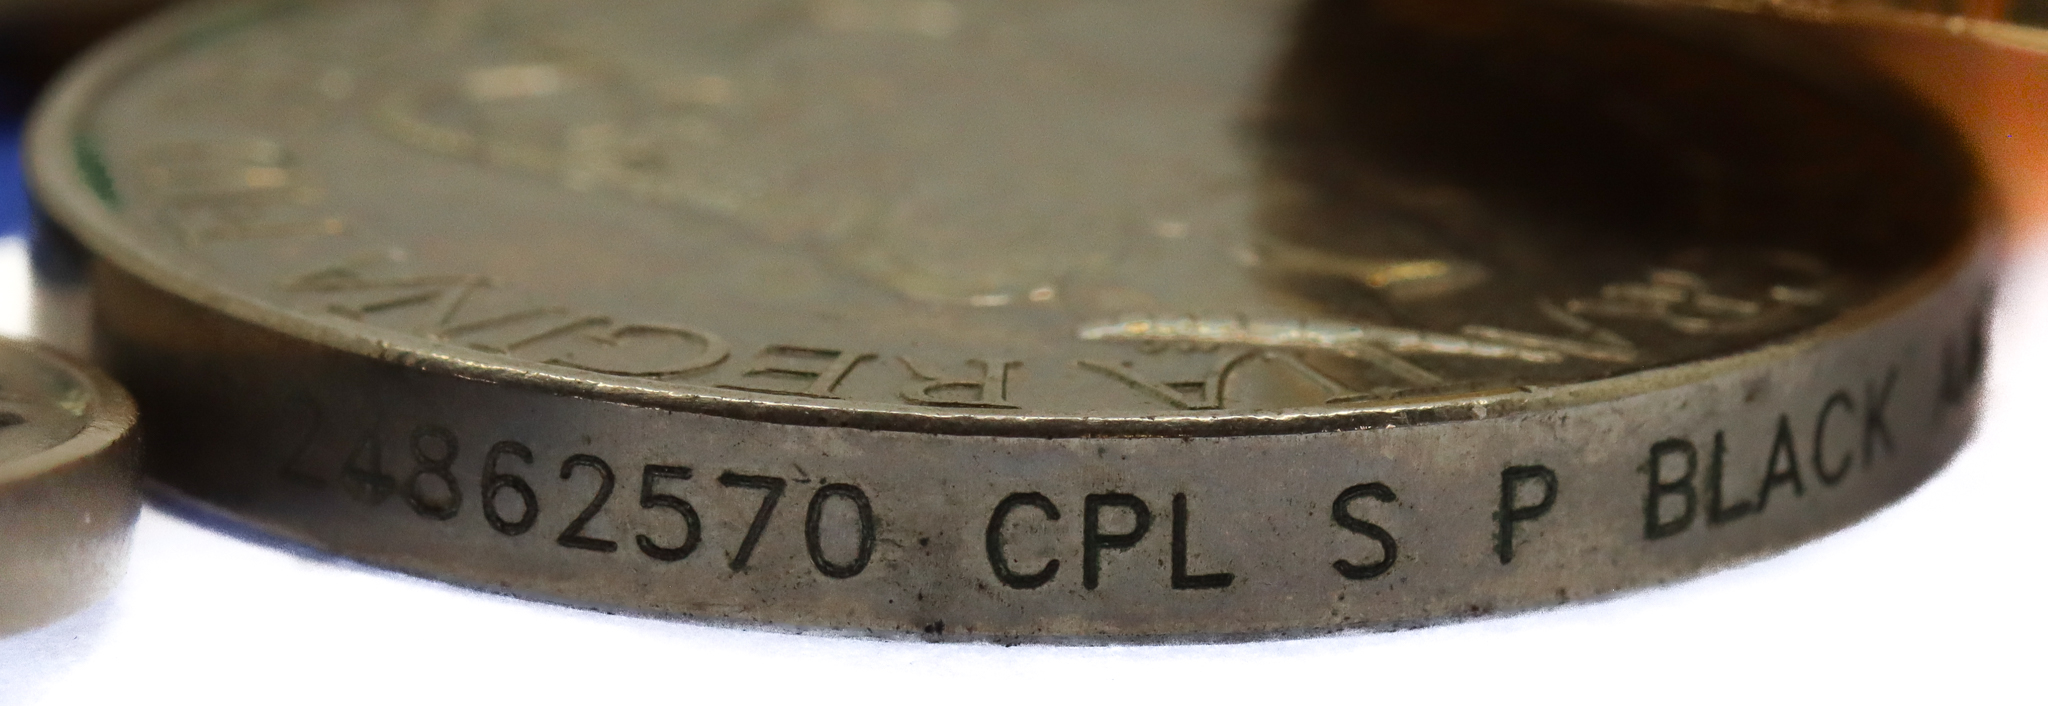 24862570 CPL S P BLACK
REGINA